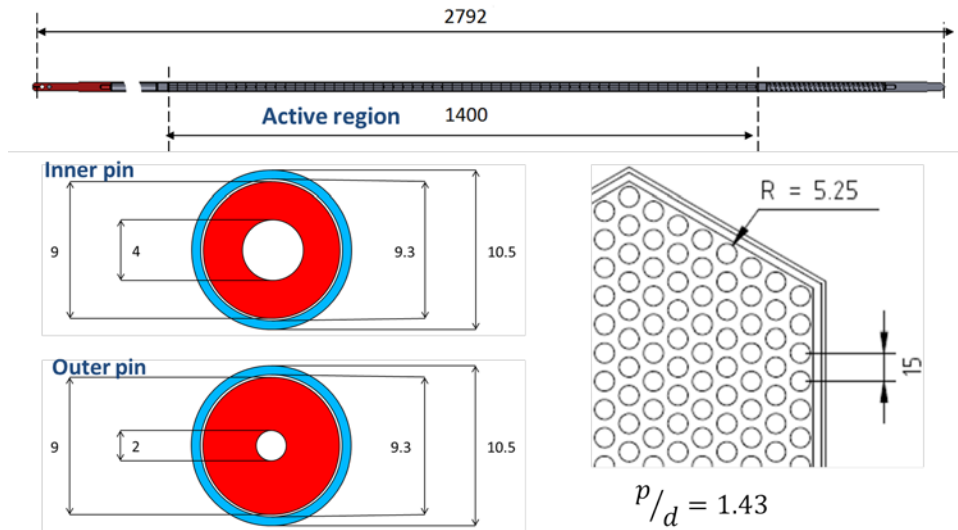 2792
Active region
1400
Inner pin
9
4
9.3
10.5
R = 5.25
15
Outer pin
9
2
9.3
10.5
p/d = 1.43